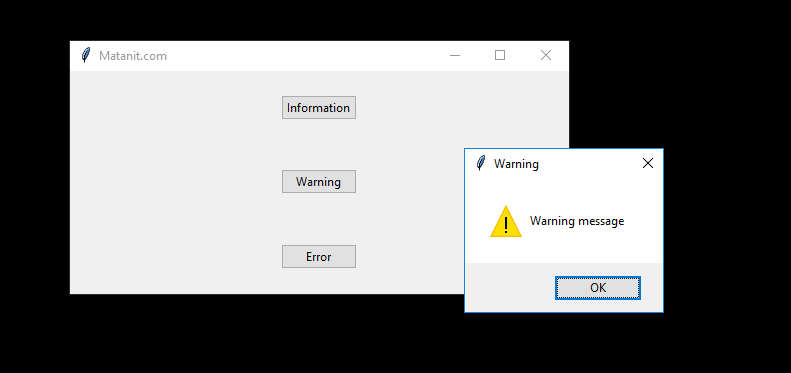 Matanit.com
Information
Warning
Error
Warning
Warning message
OK